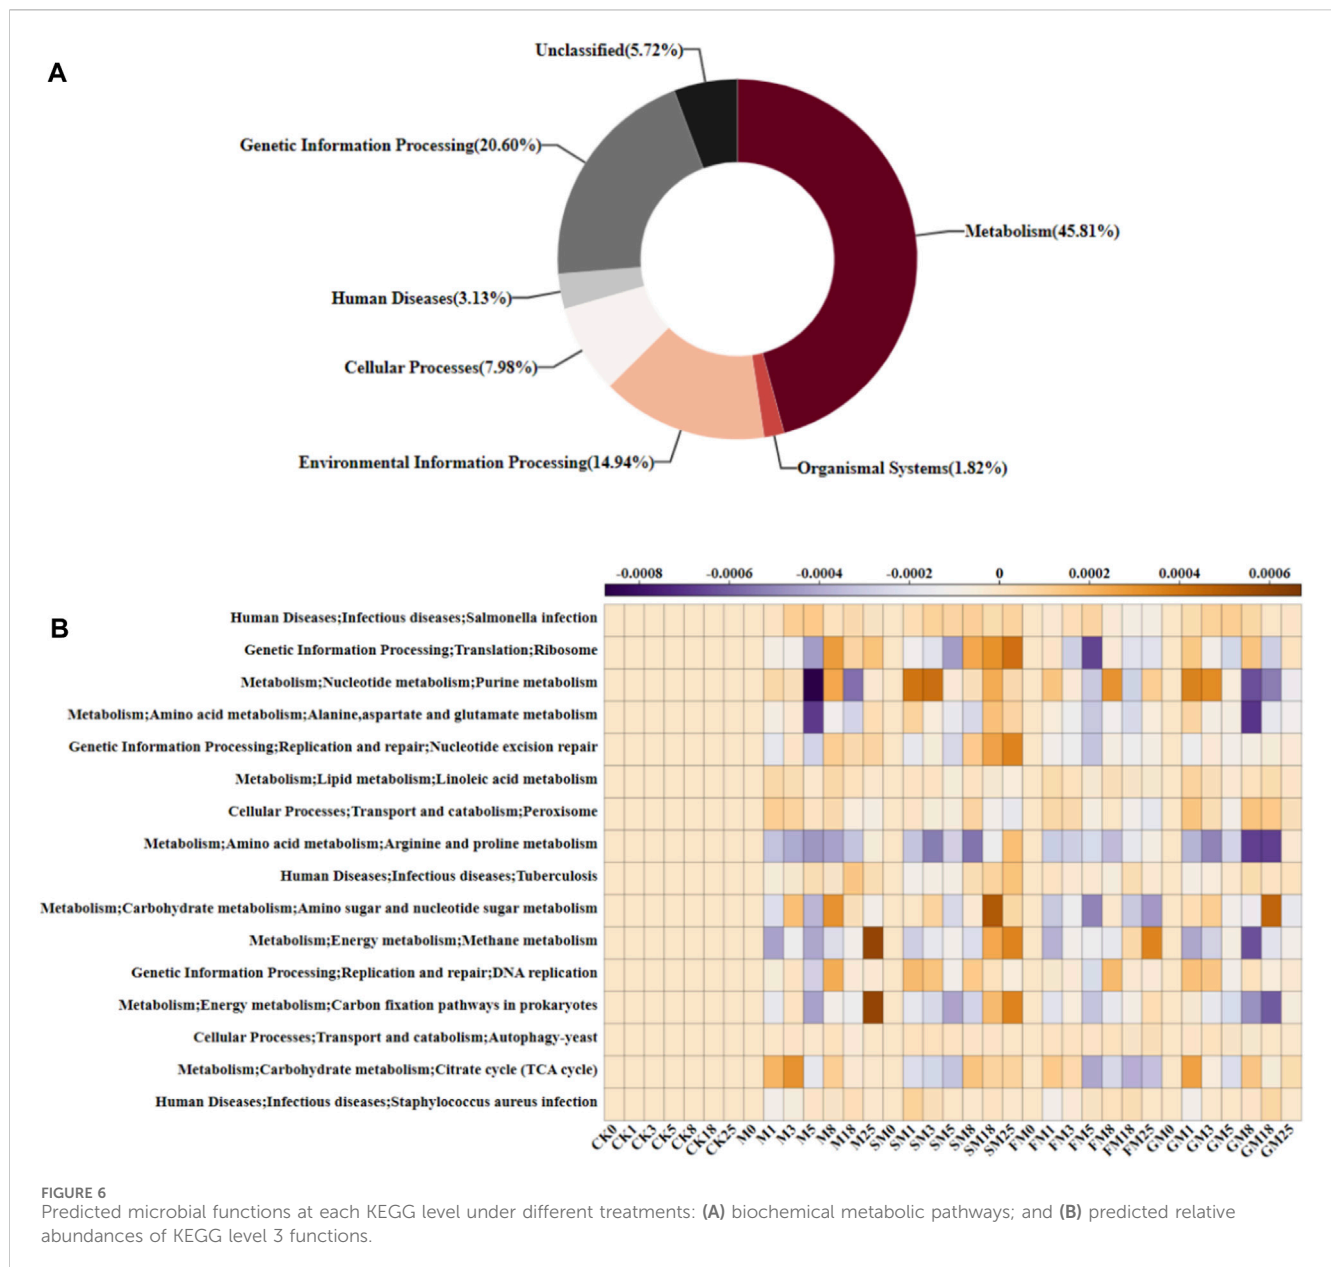 A
Unclassified(5.72%)
Genetic Information Processing(20.60%)
Metabolism(45.81%)
Human Diseases(3.13%)
Cellular Processes(7.98%)
Environmental Information Processing(14.94%)
Organismal Systems(1.82%)
B
-0.0008 -0.0006 -0.0004 -0.0002 0 0.0002 0.0004 0.0006
Human Diseases;Infectious diseases;Salmonella infection
Genetic Information Processing;Translation;Ribosome
Metabolism;Nucleotide metabolism;Purine metabolism
Metabolism;Amino acid metabolism;Alanine,aspartate and glutamate metabolism
Genetic Information Processing;Replication and repair;Nucleotide excision repair
Metabolism;Lipid metabolism;Linoleic acid metabolism
Cellular Processes;Transport and catabolism;Peroxisome
Metabolism;Amino acid metabolism;Arginine and proline metabolism
Human Diseases;Infectious diseases;Tuberculosis
Metabolism;Carbohydrate metabolism;Amino sugar and nucleotide sugar metabolism
Metabolism;Energy metabolism;Methane metabolism
Genetic Information Processing;Replication and repair;DNA replication
Metabolism;Energy metabolism;Carbon fixation pathways in prokaryotes
Cellular Processes;Transport and catabolism;Autophagy-yeast
Metabolism;Carbohydrate metabolism;Citrate cycle (TCA cycle)
Human Diseases;Infectious diseases;Staphylococcus aureus infection
CK0 CK1 CK3 CK5 CK8 CK18 CK25 M0 M1 M3 M5 M8 M18 M25 SM0 SM1 SM3 SM5 SM8 SM18 SM25 FM0 FM1 FM3 FM5 FM8 FM18 FM25 GM0 GM1 GM3 GM5 GM8 GM18 GM25
FIGURE 6
Predicted microbial functions at each KEGG level under different treatments: (A) biochemical metabolic pathways; and (B) predicted relative
abundances of KEGG level 3 functions.